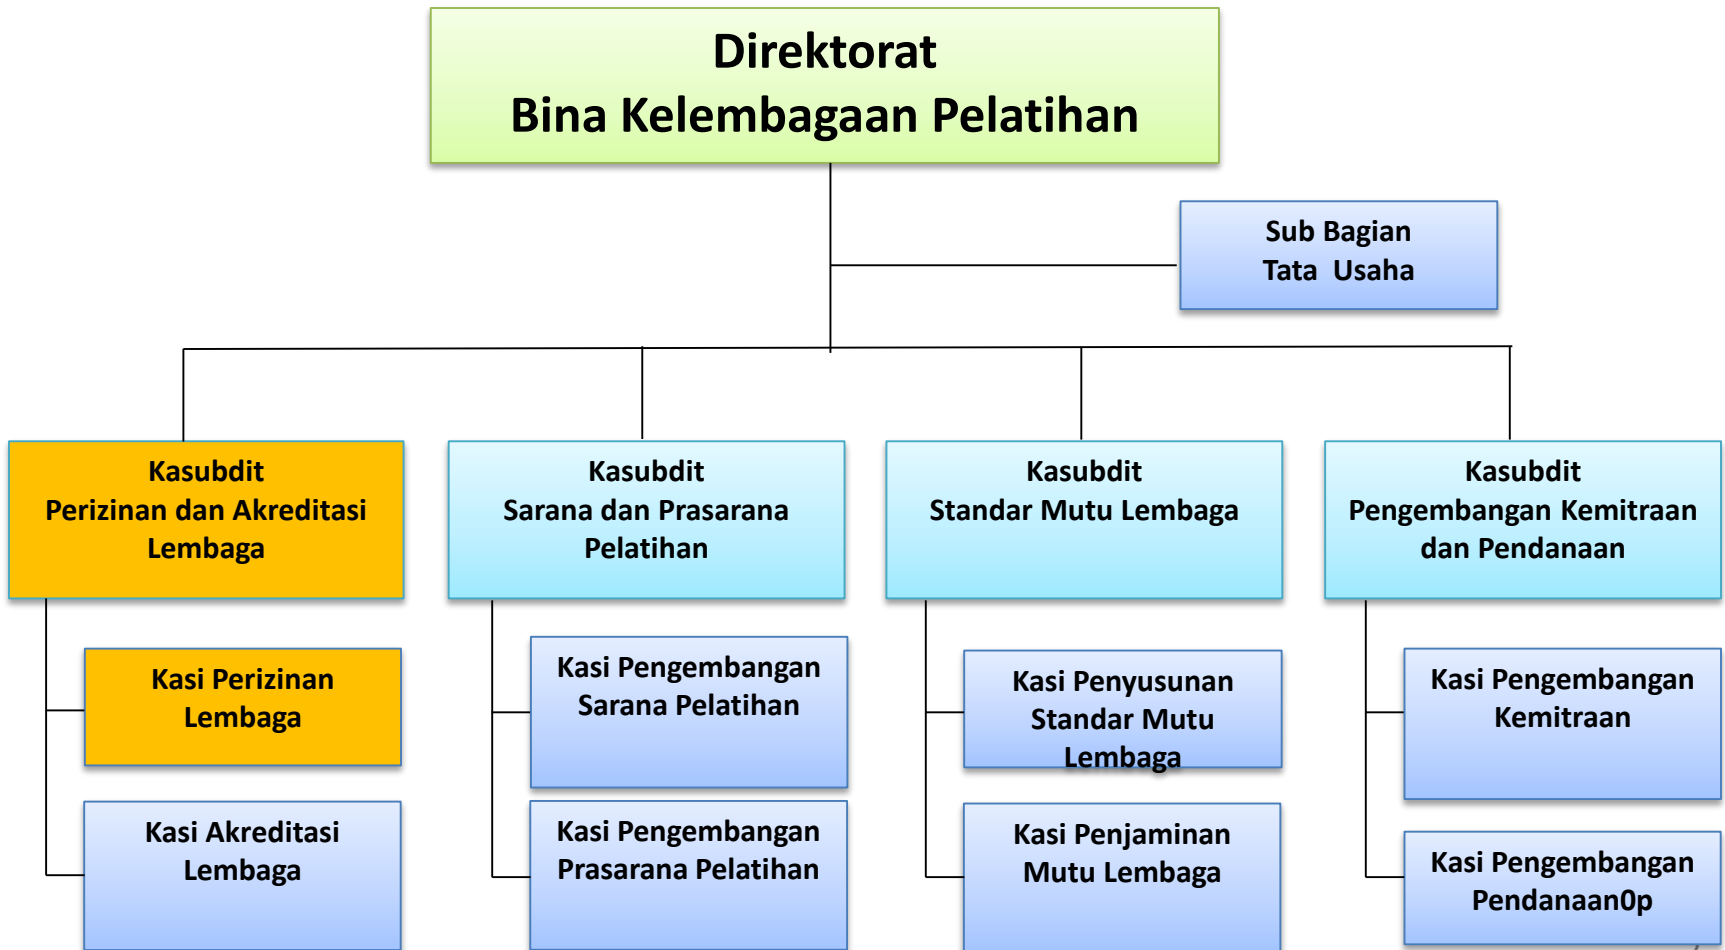 Direktorat
Bina Kelembagaan Pelatihan
Sub Bagian
Tata  Usaha
Kasubdit
Perizinan dan Akreditasi
Lembaga
Kasubdit
Sarana dan Prasarana
Pelatihan
Kasubdit
Standar Mutu Lembaga
Kasubdit
Pengembangan Kemitraan
dan Pendanaan
Kasi Perizinan
Lembaga
Kasi Pengembangan
Sarana Pelatihan
Kasi Penyusunan
Standar Mutu
Lembaga
Kasi Pengembangan
Kemitraan
Kasi Akreditasi
Lembaga
Kasi Pengembangan
Prasarana Pelatihan
Kasi Penjaminan
Mutu Lembaga
Kasi Pengembangan
Pendanaan0p